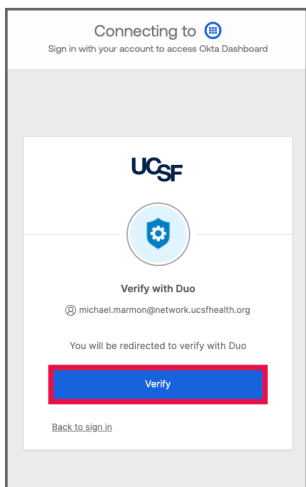 Connecting to
Sign in with your account to access Okta Dashboard
UCSF
Verify with Duo
michael.marmon@network.ucsfhealth.org
You will be redirected to verify with Duo
Verify
Back to sign in